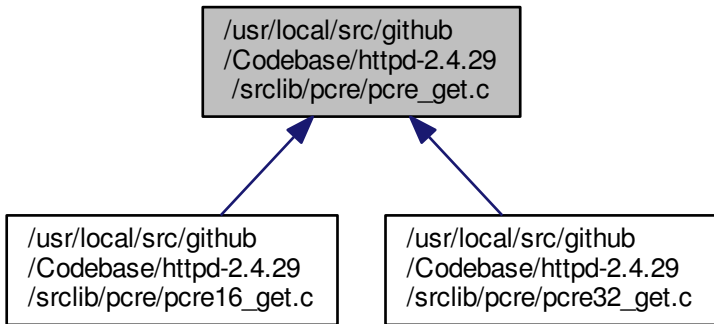 /usr/local/src/github
/Codebase/httpd-2.4.29
/srclib/pcre/pcre_get.c
/usr/local/src/github
/Codebase/httpd-2.4.29
/srclib/pcre/pcre16_get.c
/usr/local/src/github
/Codebase/httpd-2.4.29
/srclib/pcre/pcre32_get.c